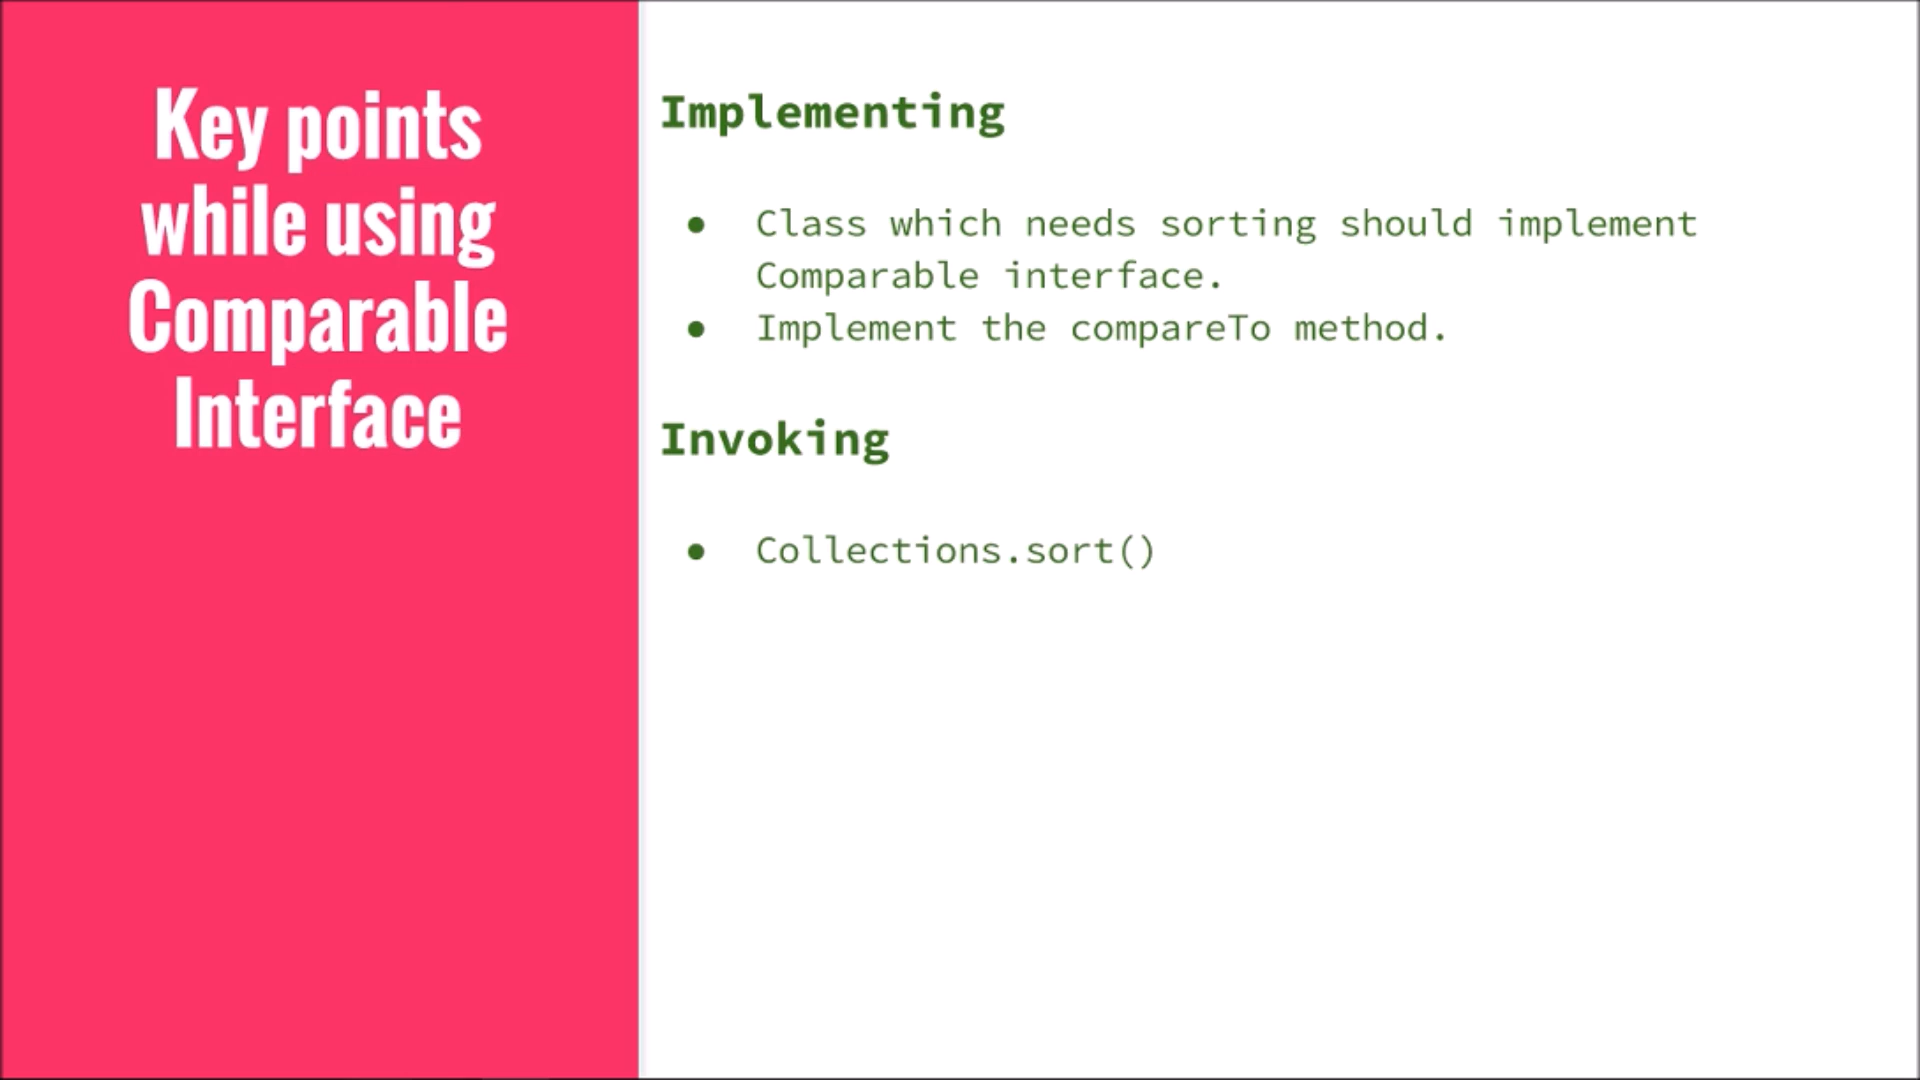 Key points
while using
Comparable
Interface
Implementing
● Class which needs sorting should implement
Comparable interface.
● Implement the compareTo method.
Invoking
● Collections.sort()